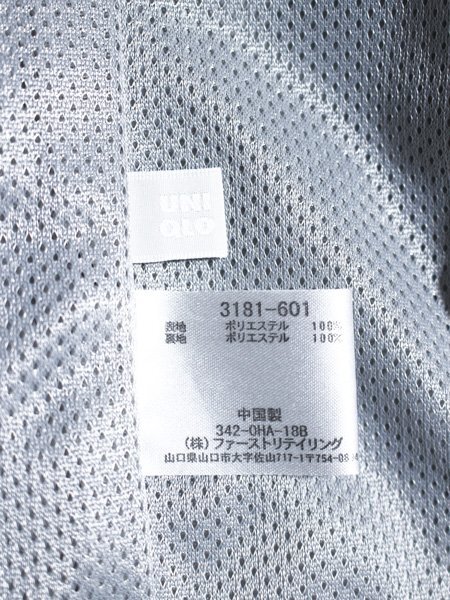 UNI
QLO
3181-601
表地 ポリエステル 100%
裏地 ポリエステル 100%
中国製
342-0HA-18B
(株)ファーストリテイリング
山口県山口市大字佐山717-1〒754-08